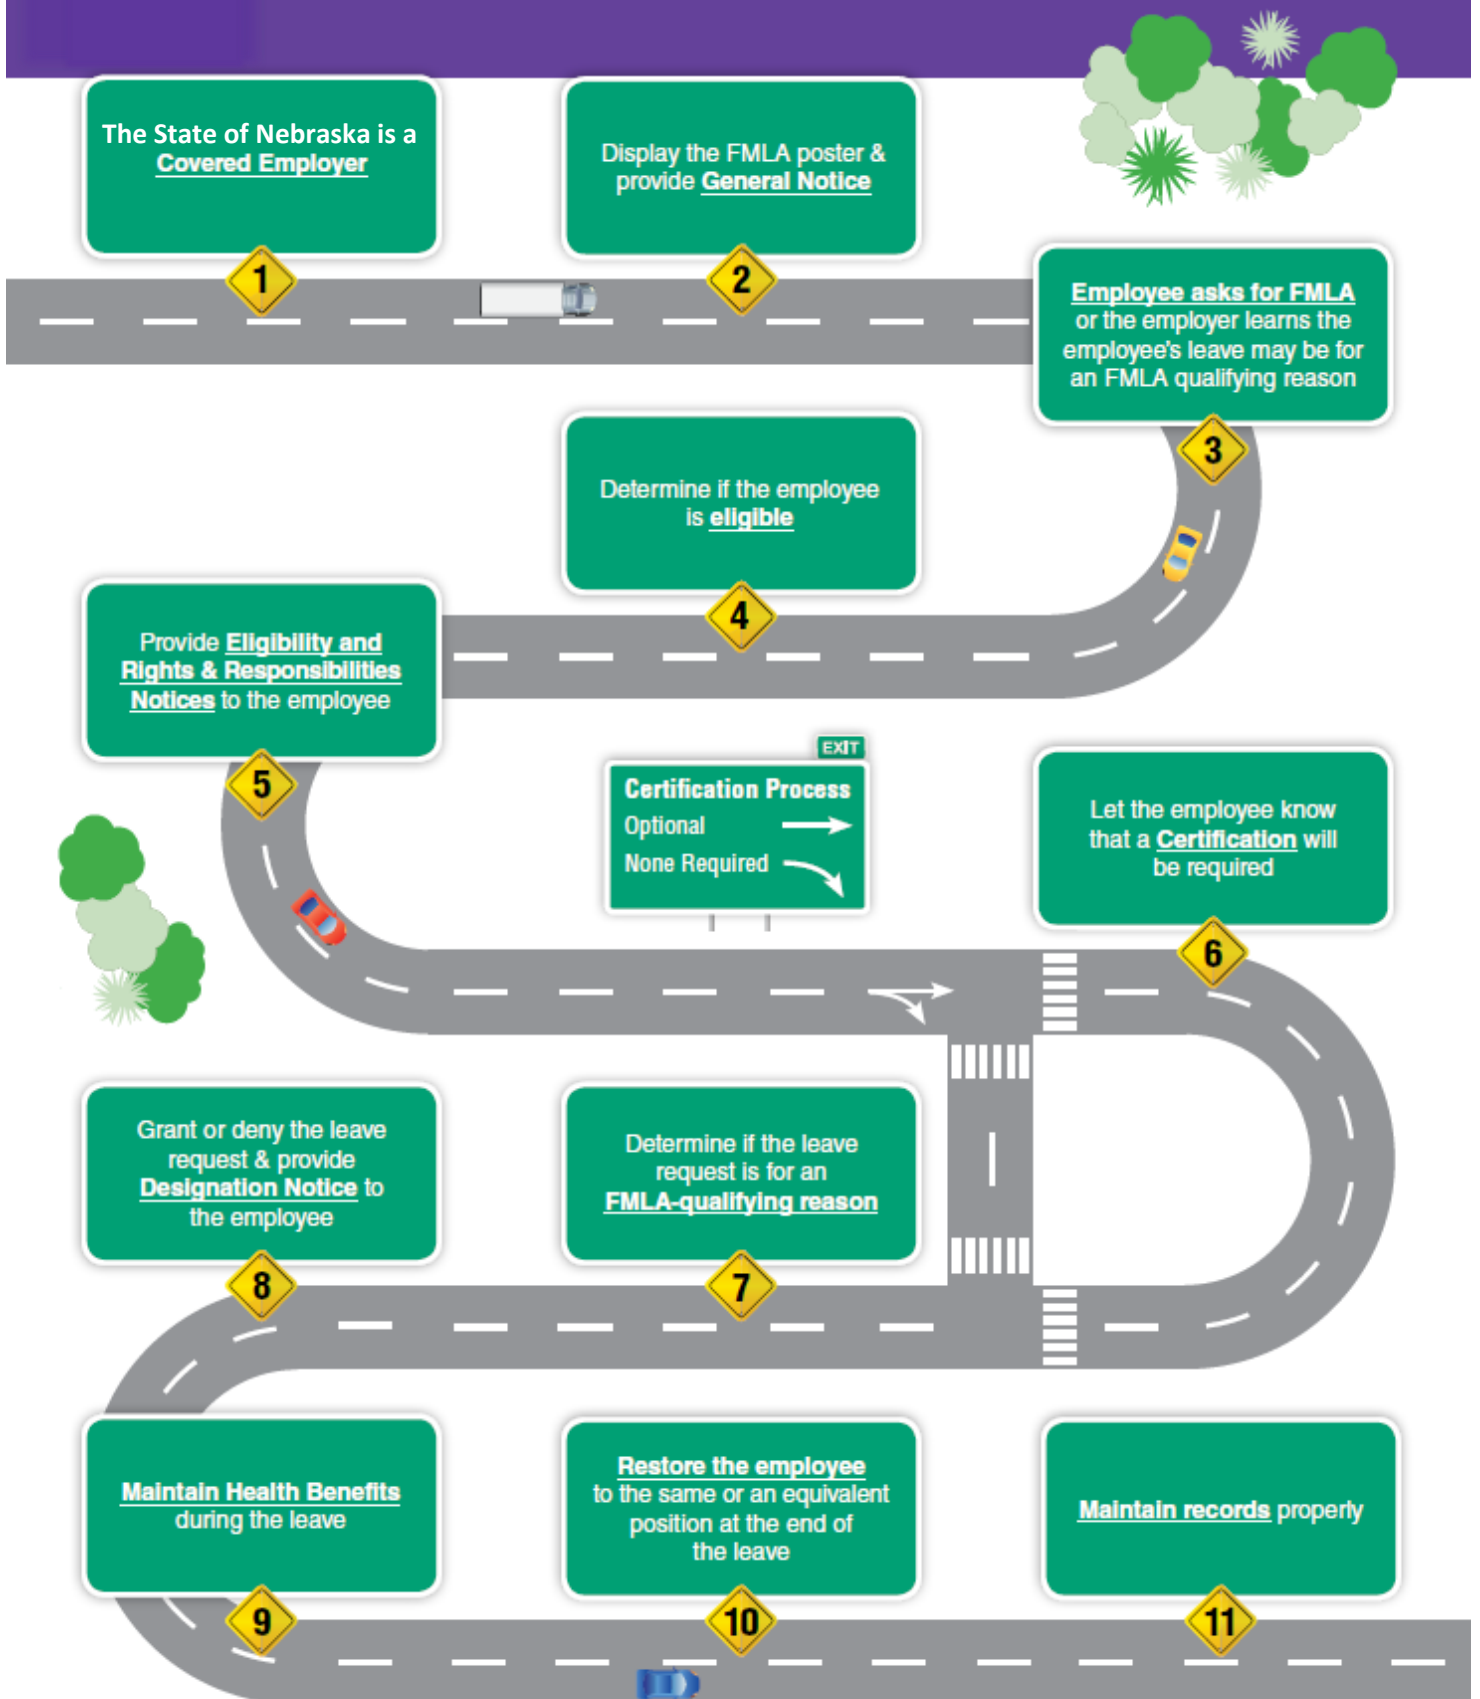 The State of Nebraska is a
Covered Employer
1
Display the FMLA poster &
provide General Notice
2
Employee asks for FMLA
or the employer learns the
employee's leave may be for
an FMLA qualifying reason
3
Determine if the employee
is eligible
4
Provide Eligibility and
Rights & Responsibilities
Notices to the employee
5
EXIT
Certification Process
Optional
None Required
Let the employee know
that a Certification will
be required
6
Determine if the leave
request is for an
FMLA-qualifying reason
7
Grant or deny the leave
request & provide
Designation Notice to
the employee
8
Maintain Health Benefits
during the leave
9
Restore the employee
to the same or an equivalent
position at the end of
the leave
10
Maintain records properly
11